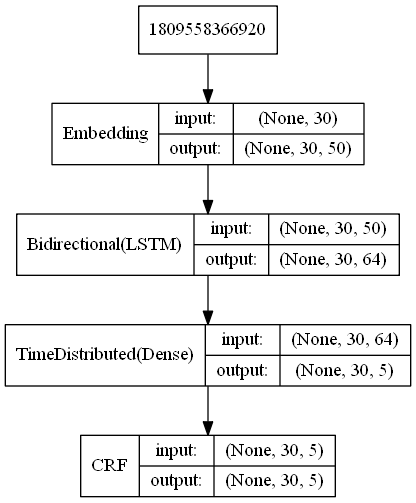 1809558366920
Embedding
input: (None, 30)
output: (None, 30, 50)
Bidirectional(LSTM)
input: (None, 30, 50)
output: (None, 30, 64)
TimeDistributed(Dense)
input: (None, 30, 64)
output: (None, 30, 5)
CRF
input: (None, 30, 5)
output: (None, 30, 5)